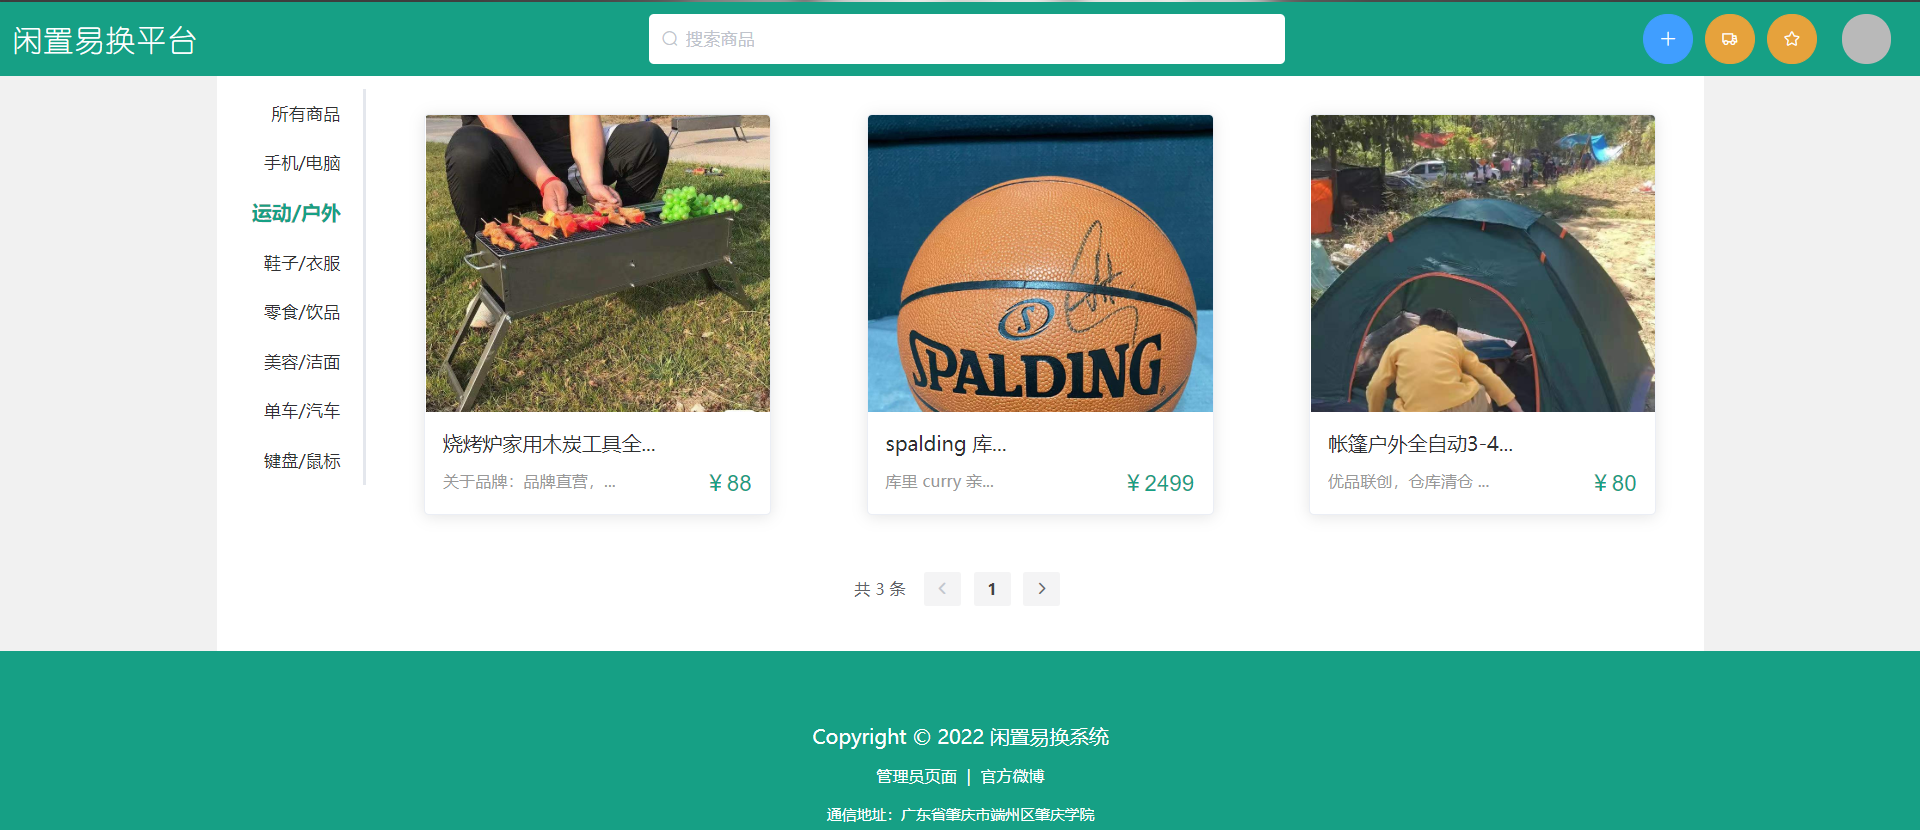 闲置易换平台
搜索商品
所有商品
手机/电脑
运动/户外
鞋子/衣服
零食/饮品
美容/洁面
单车/汽车
键盘/鼠标
SPALDING
烧烤炉家用木炭工具全...
关于品牌：品牌直营，...
¥ 88
spalding 库...
库里 curry 亲...
¥ 2499
帐篷户外全自动3-4...
优品联创，仓库清仓 ...
¥ 80
共 3 条
1
Copyright © 2022 闲置易换系统
管理员页面 | 官方微博
通信地址：广东省肇庆市端州区肇庆学院